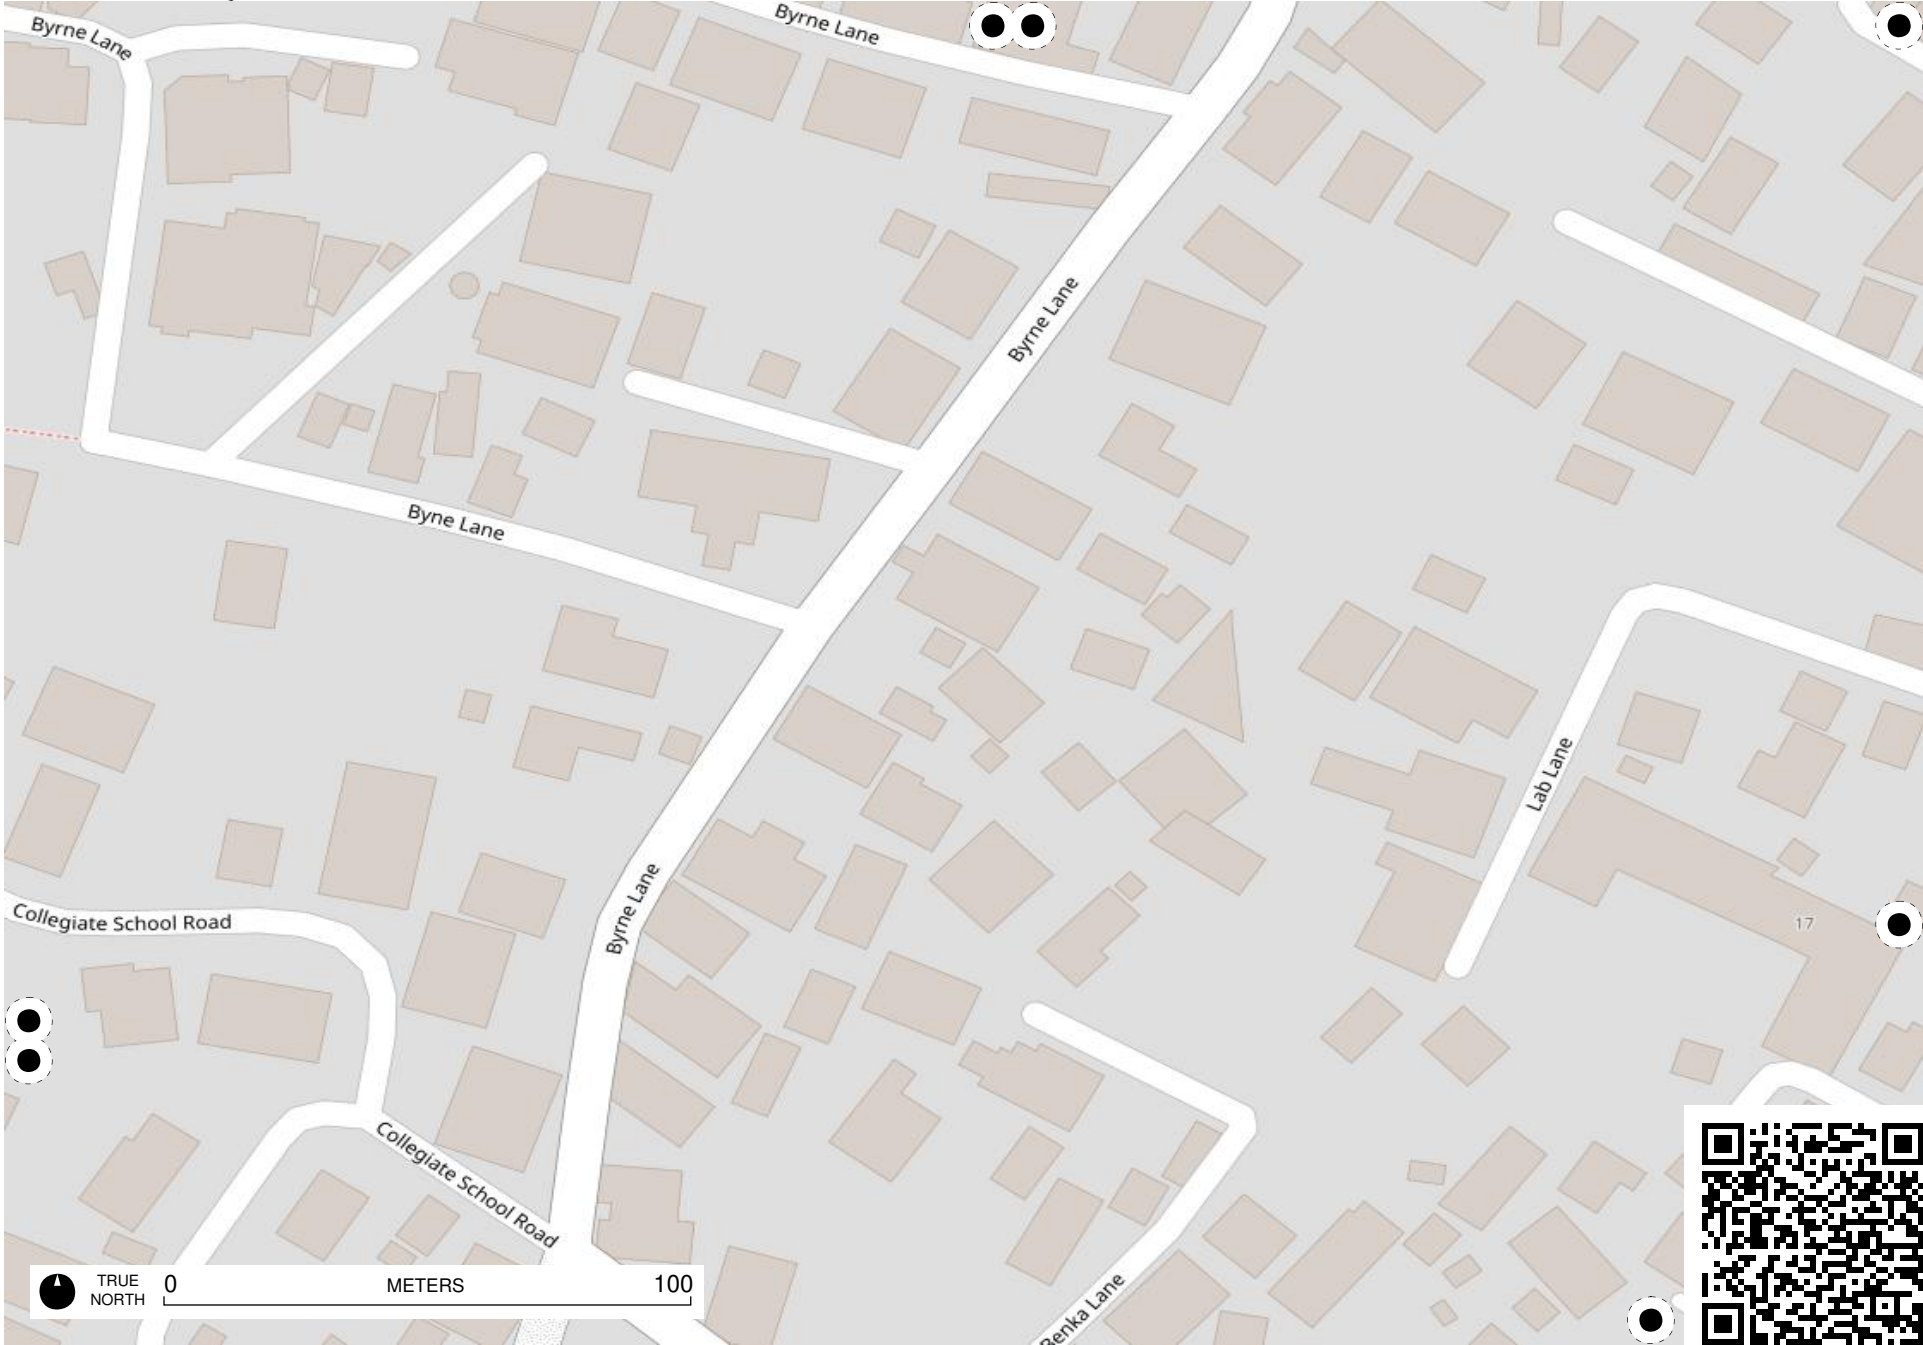 Byrne Lane
Byrne Lane
Byrne Lane
Byne Lane
Lab Lane
Byrne Lane
Collegiate School Road
17
Collegiate School Road
Benka Lane
TRUE
NORTH
0 METERS 100